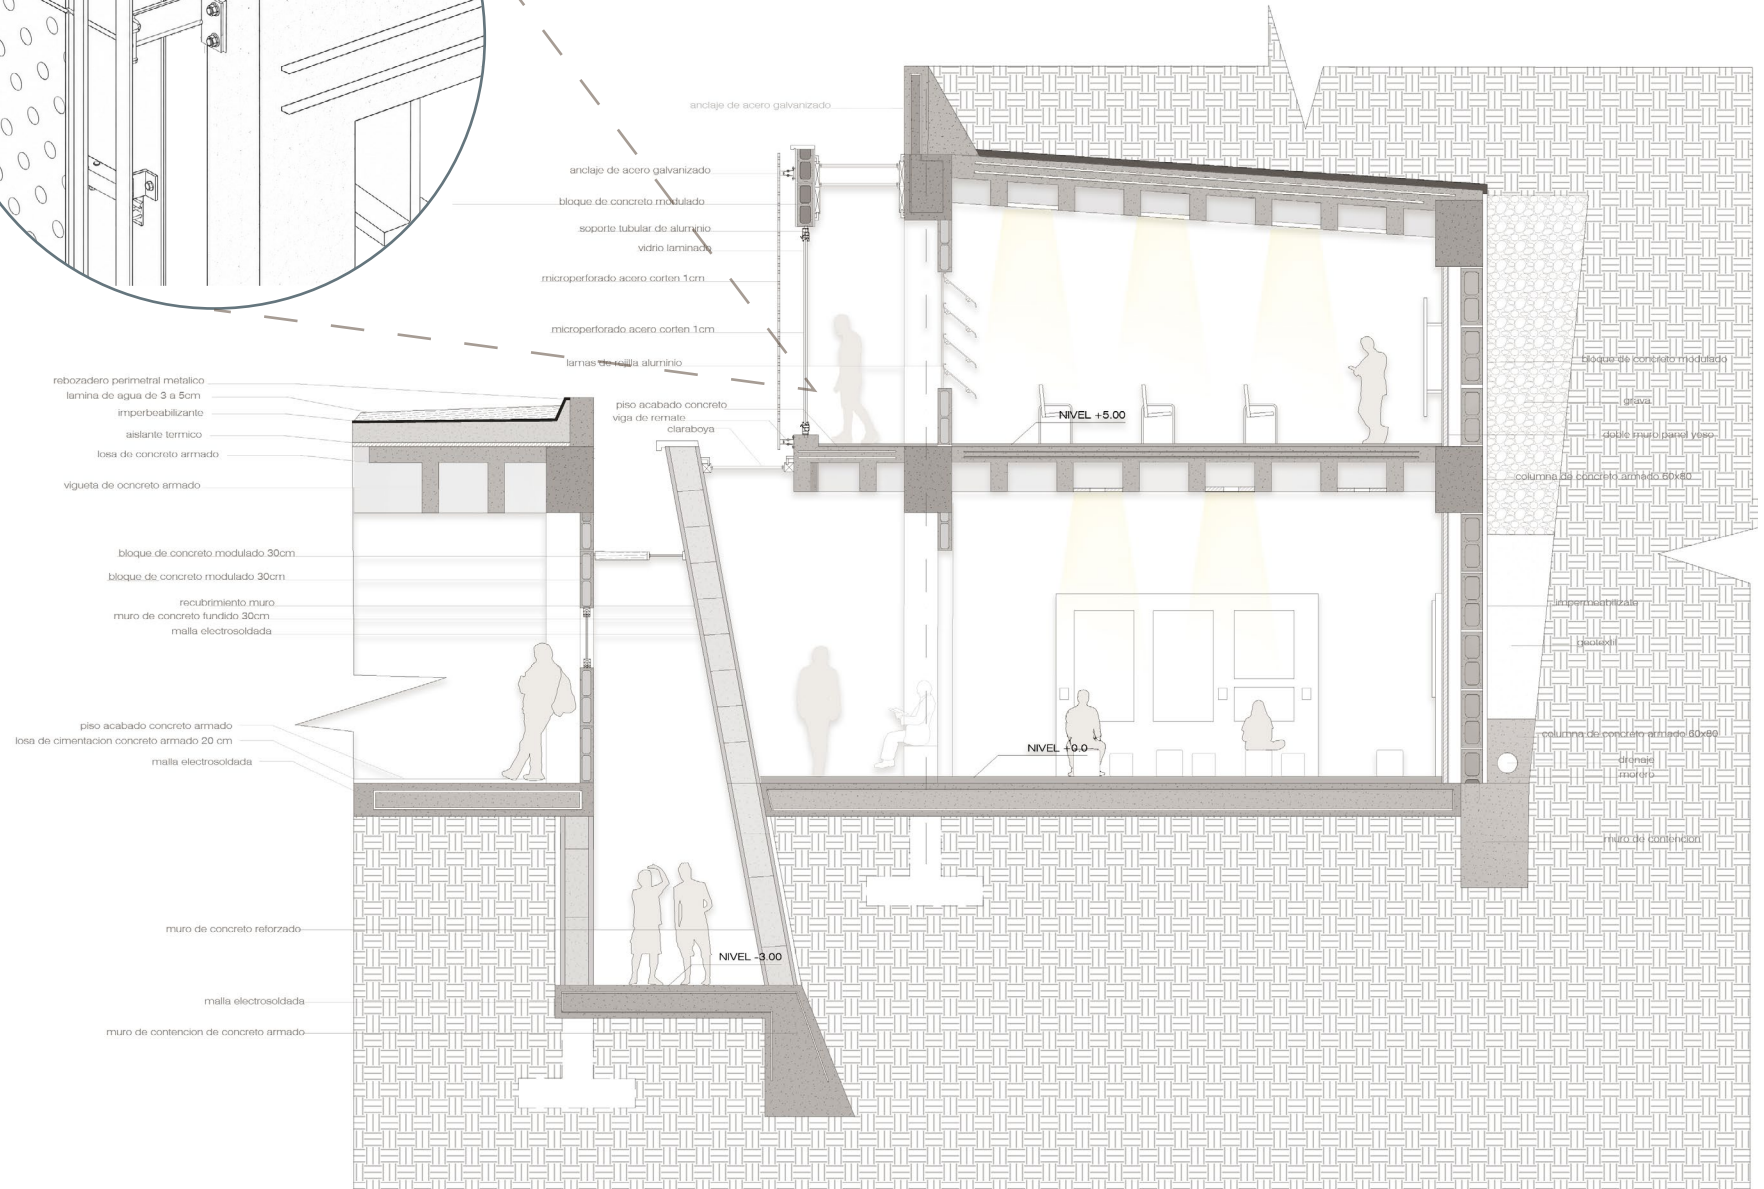 anclaje de acero galvanizado
anclaje de acero galvanizado
bloque de concreto modulado
soporte tubular de aluminio
vidrio laminado
microperforado acero corten 1cm
microperforado acero corten 1cm
lamas de rejilla aluminio
piso acabado concreto
viga de remate
claraboya
rebozadero perimetral metalico
lamina de agua de 3 a 5cm
imperbeabilizante
aislante termico
losa de concreto armado
vigueta de ocncreto armado
bloque de concreto modulado 30cm
bloque de concreto modulado 30cm
recubrimiento muro
muro de concreto fundido 30cm
malla electrosoldada
piso acabado concreto armado
losa de cimentacion concreto armado 20 cm
malla electrosoldada
muro de concreto reforzado
malla electrosoldada
muro de contencion de concreto armado
NIVEL +5.00
NIVEL +0.0
NIVEL -3.00
bloque de concreto modulado
grava
doble muro panel yeso
columna de concreto armado 60x80
impermeabilizate
geotextil
columna de concreto armado 60x80
drenaje
morero
muro de contencion